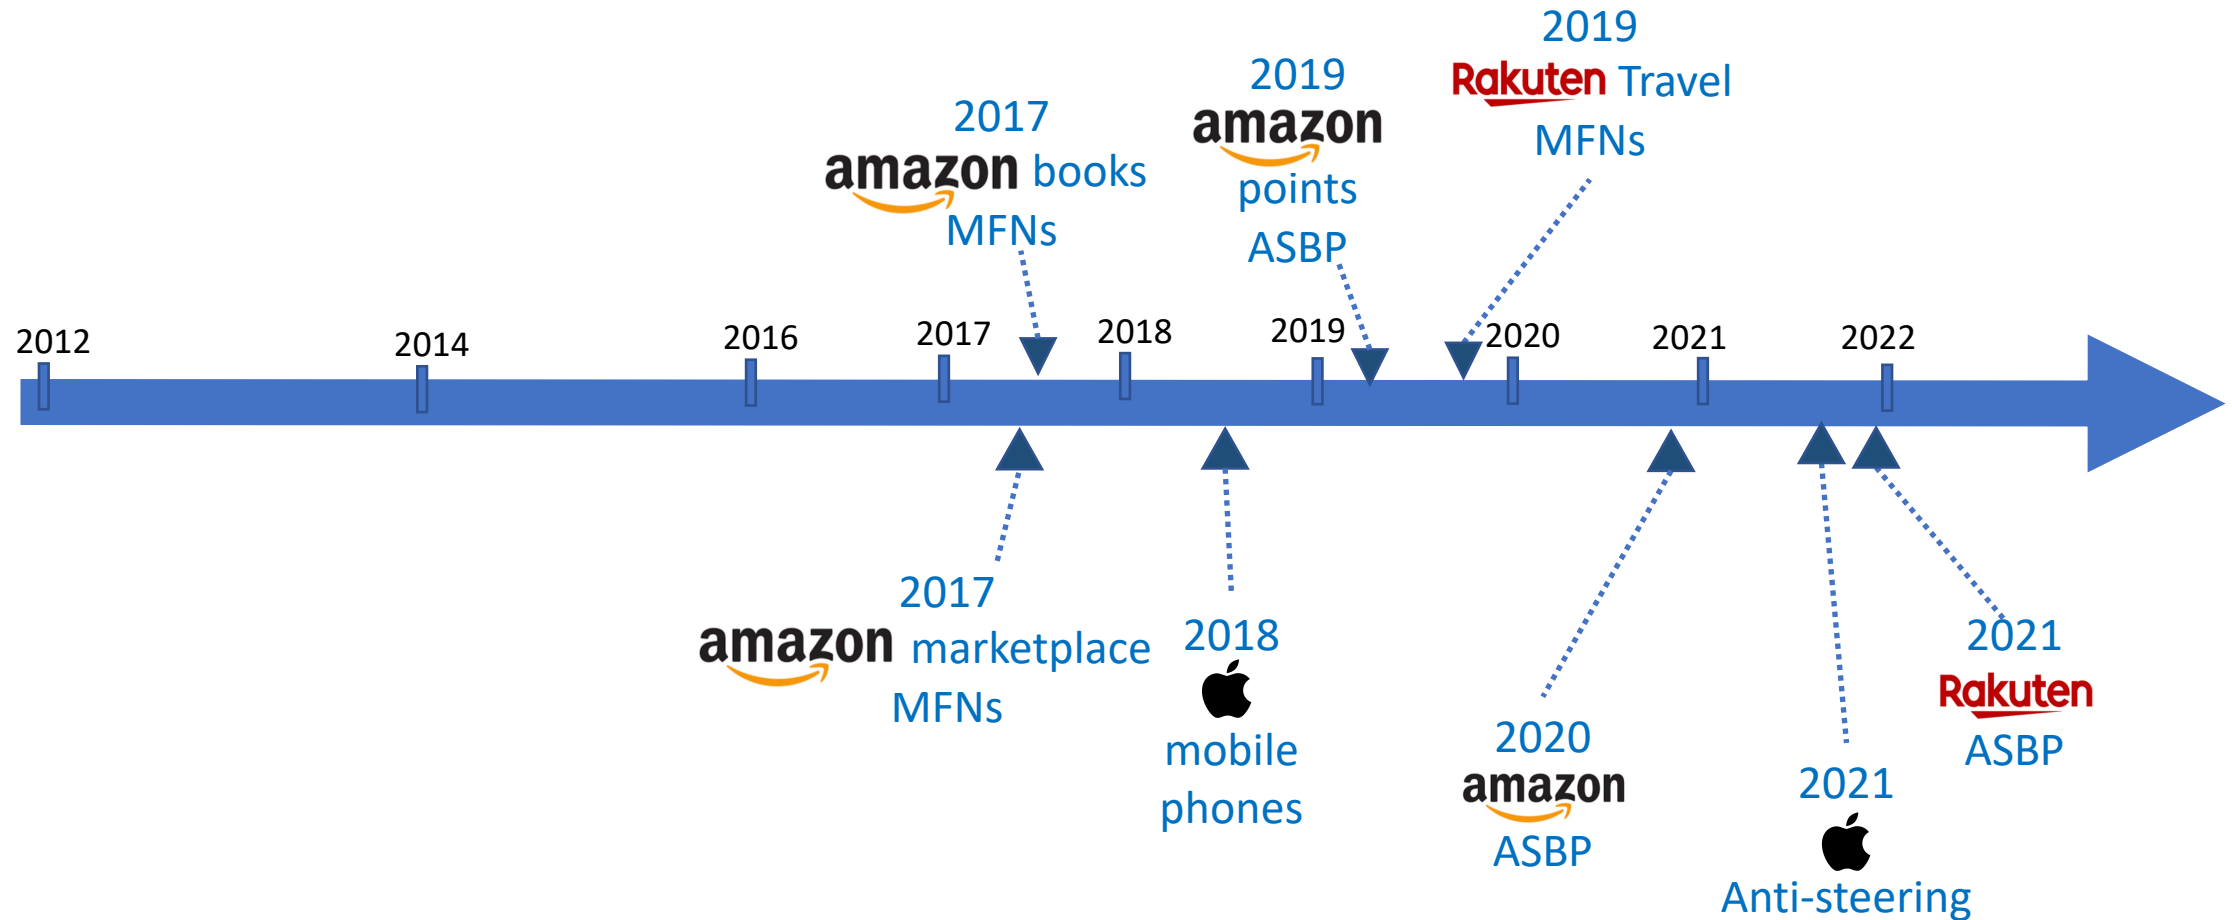 2019
Rakuten Travel
MFNs
2019
amazon
points
ASBP
2017
amazon books
MFNs
2012
2014
2016
2017
2018
2019
2020
2021
2022
2017
amazon marketplace
MFNs
2018
mobile
phones
2020
amazon
ASBP
2021
Anti-steering
2021
Rakuten
ASBP